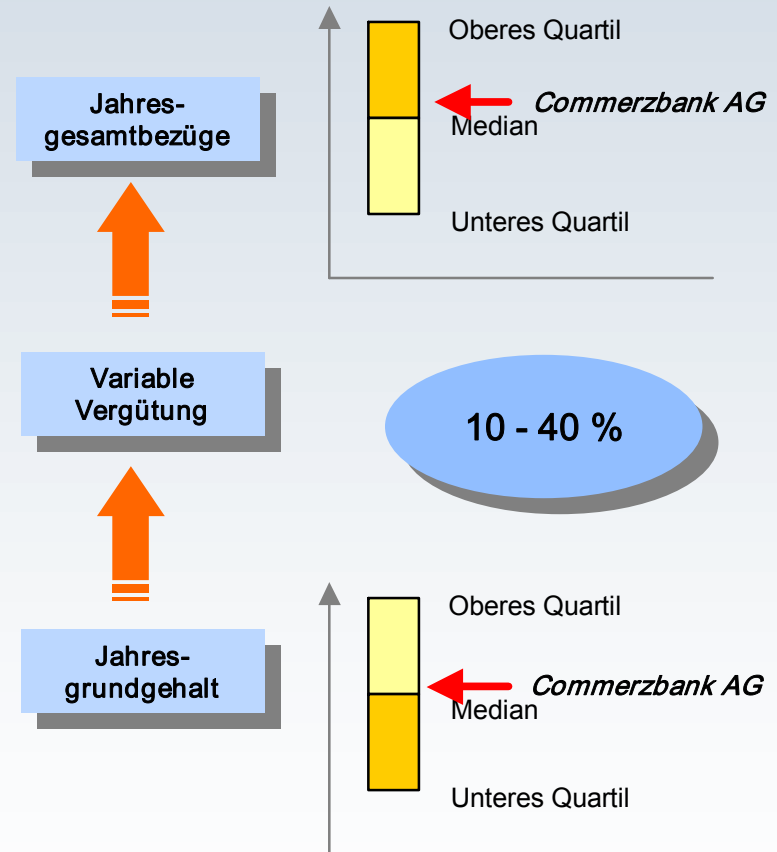 Jahres-
gesamtbezüge
Oberes Quartil
Commerzbank AG
Median
Unteres Quartil
Variable
Vergütung
10 - 40 %
Jahres-
grundgehalt
Oberes Quartil
Commerzbank AG
Median
Unteres Quartil